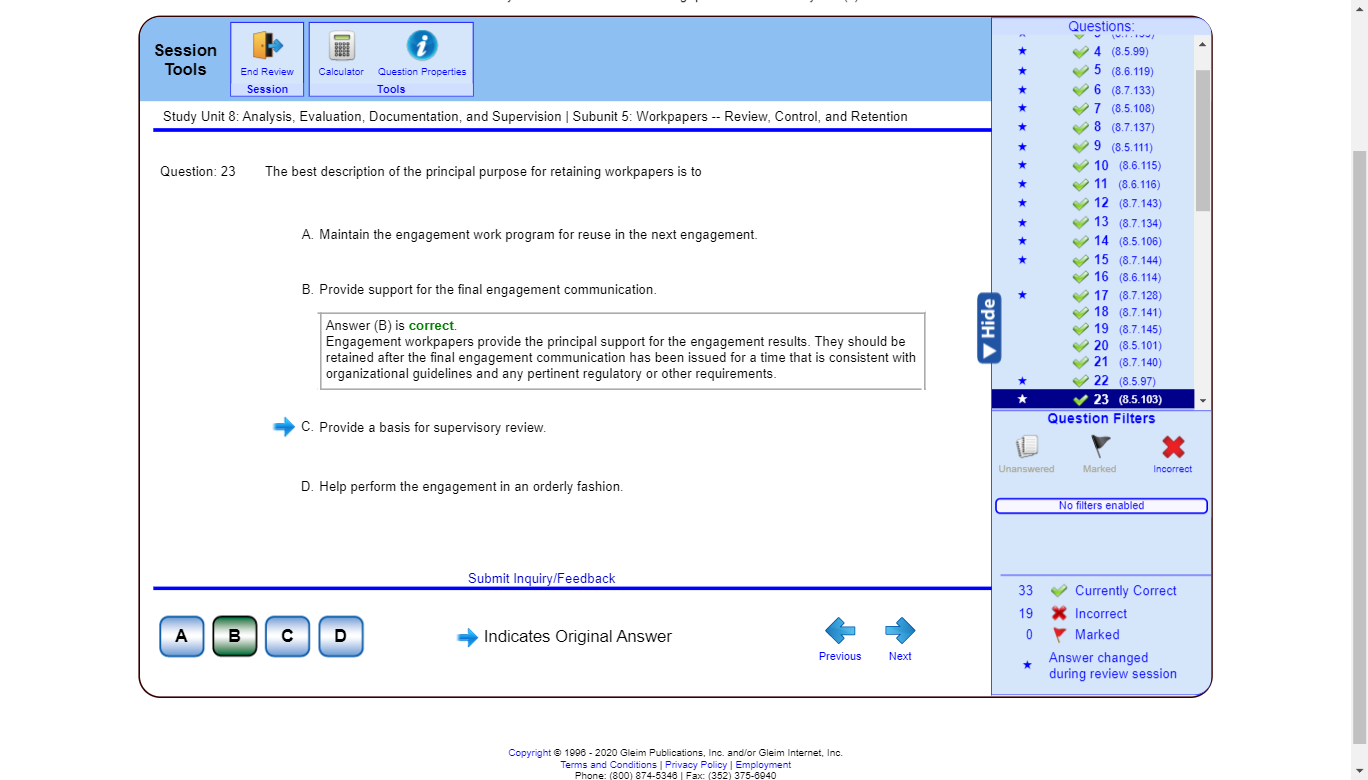 Session
Tools
End Review
Session
Calculator
Question Properties
Tools
Study Unit 8: Analysis, Evaluation, Documentation, and Supervision | Subunit 5: Workpapers -- Review, Control, and Retention
Question: 23
The best description of the principal purpose for retaining workpapers is to
A. Maintain the engagement work program for reuse in the next engagement.
B. Provide support for the final engagement communication.
Answer (B) is correct.
Engagement workpapers provide the principal support for the engagement results. They should be
retained after the final engagement communication has been issued for a time that is consistent with
organizational guidelines and any pertinent regulatory or other requirements.
C. Provide a basis for supervisory review.
D. Help perform the engagement in an orderly fashion.
Submit Inquiry/Feedback
A
B
C
D
Indicates Original Answer
Previous
Next
Hide
Questions:
4 (8.5.99)
5 (8.6.119)
6 (8.7.133)
7 (8.5.108)
8 (8.7.137)
9 (8.5.111)
10 (8.6.115)
11 (8.6.116)
12 (8.7.143)
13 (8.7.134)
14 (8.5.106)
15 (8.7.144)
16 (8.6.114)
17 (8.7.128)
18 (8.7.141)
19 (8.7.145)
20 (8.5.101)
21 (8.7.140)
22 (8.5.97)
23 (8.5.103)
Question Filters
Unanswered
Marked
Incorrect
No filters enabled
33 Currently Correct
19 Incorrect
0 Marked
Answer changed
during review session
Copyright © 1996 - 2020 Gleim Publications, Inc. and/or Gleim Internet, Inc.
Terms and Conditions | Privacy Policy | Employment
Phone: (800) 874-5346 | Fax: (352) 375-6940